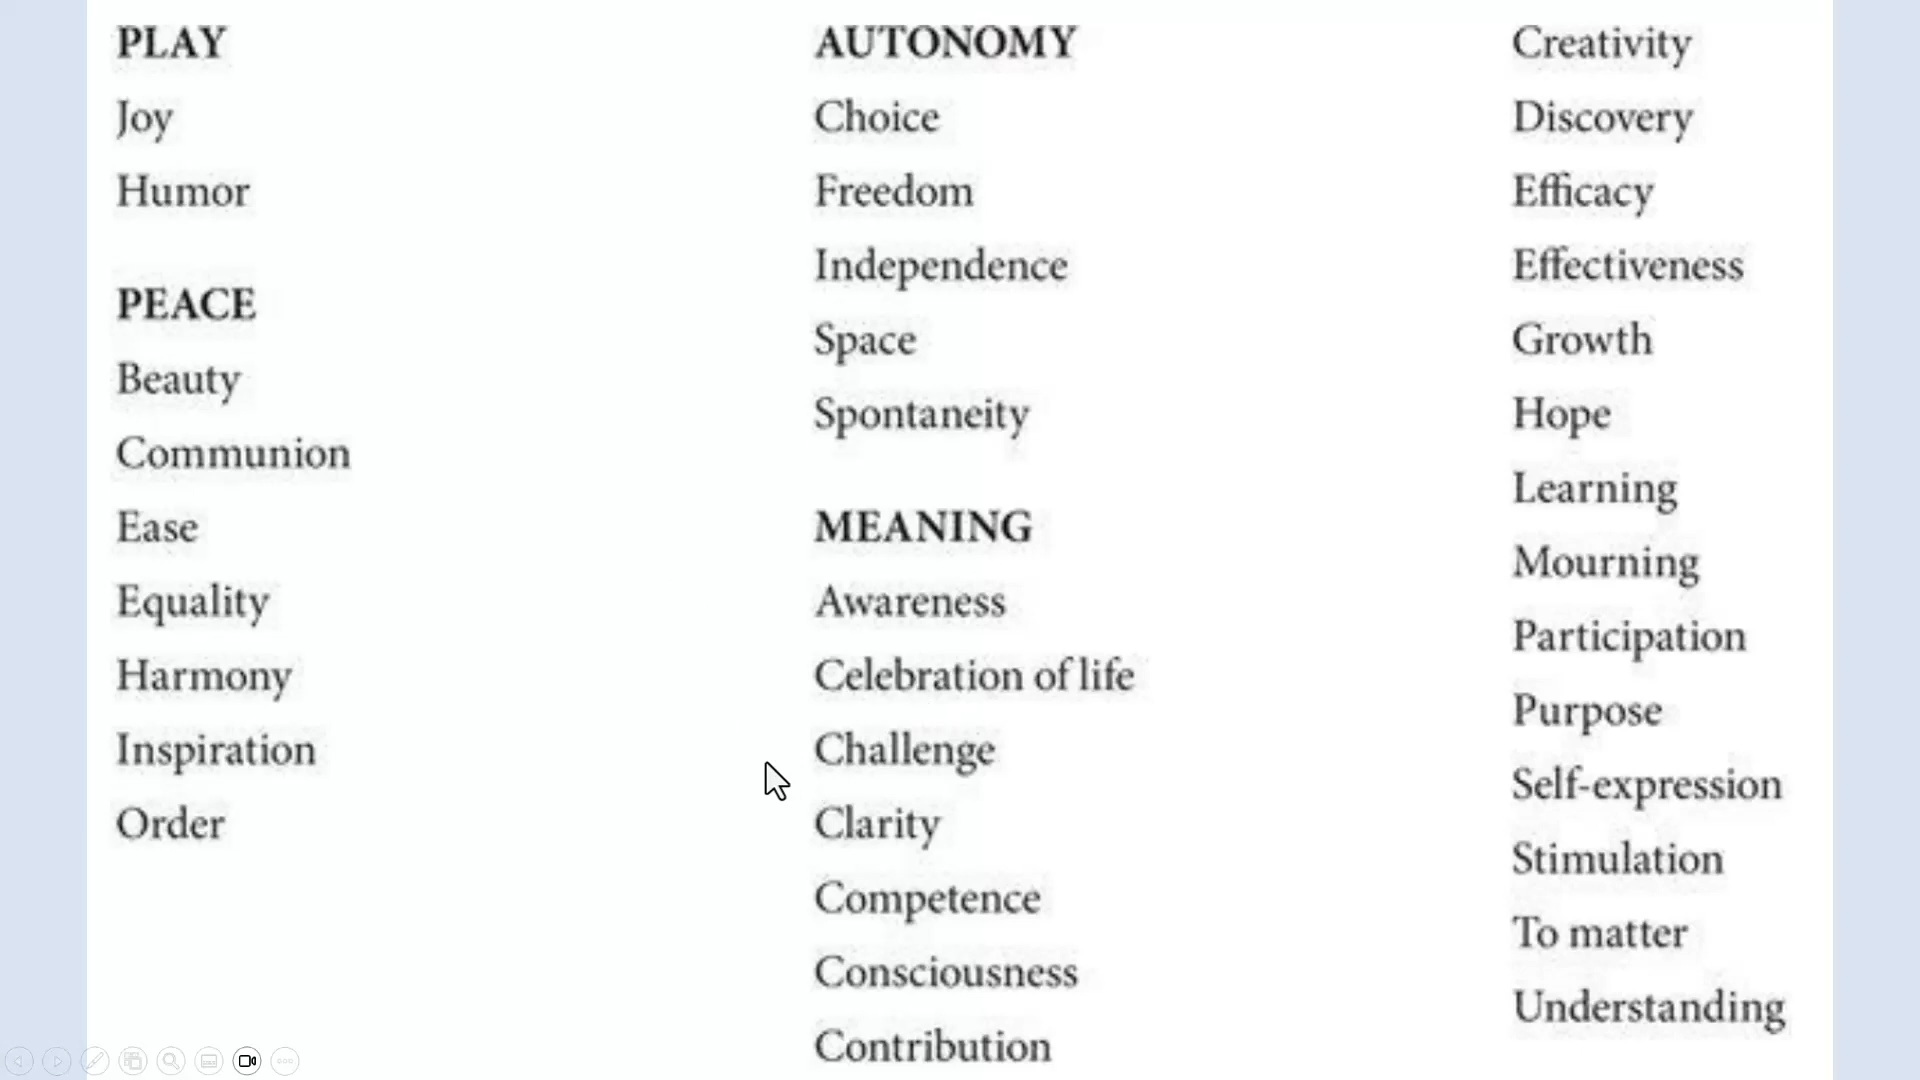 PLAY
Joy
Humor
PEACE
Beauty
Communion
Ease
Equality
Harmony
Inspiration
Order
AUTONOMY
Choice
Freedom
Independence
Space
Spontaneity
MEANING
Awareness
Celebration of life
Challenge
Clarity
Competence
Consciousness
Contribution
Creativity
Discovery
Efficacy
Effectiveness
Growth
Hope
Learning
Mourning
Participation
Purpose
Self-expression
Stimulation
To matter
Understanding